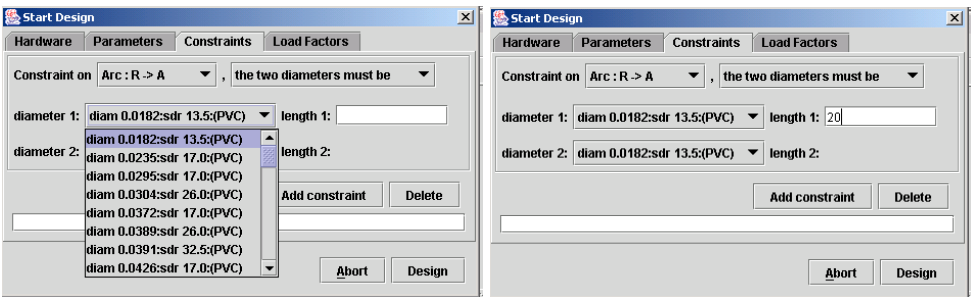 Start Design
Hardware Parameters Constraints Load Factors
Constraint on Arc : R -> A , the two diameters must be
diameter 1: diam 0.0182:sdr 13.5:(PVC) length 1:
diam 0.0182:sdr 13.5:(PVC)
diameter 2: diam 0.0235:sdr 17.0:(PVC) length 2:
diam 0.0295:sdr 17.0:(PVC)
diam 0.0304:sdr 26.0:(PVC)
diam 0.0372:sdr 17.0:(PVC) Add constraint Delete
diam 0.0389:sdr 26.0:(PVC)
diam 0.0391:sdr 32.5:(PVC)
diam 0.0426:sdr 17.0:(PVC)
Abort Design
Start Design
Hardware Parameters Constraints Load Factors
Constraint on Arc : R -> A , the two diameters must be
diameter 1: diam 0.0182:sdr 13.5:(PVC) length 1: 20
diameter 2: diam 0.0182:sdr 13.5:(PVC) length 2:
Add constraint Delete
Abort Design